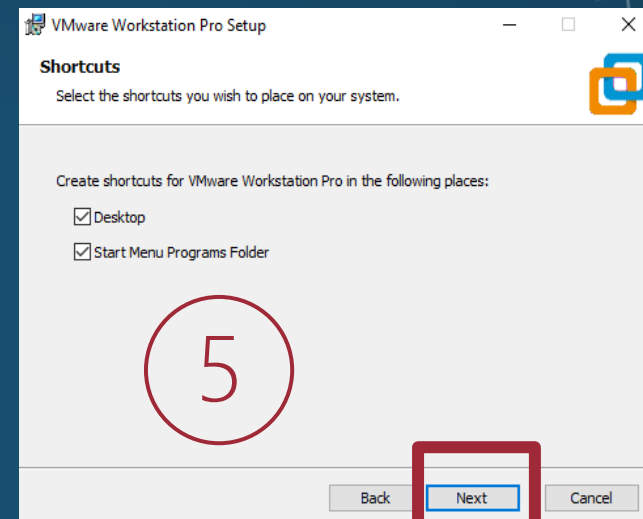 VMware Workstation Pro Setup
Shortcuts
Select the shortcuts you wish to place on your system.
Create shortcuts for VMware Workstation Pro in the following places:
Desktop
Start Menu Programs Folder
5
Back Next Cancel